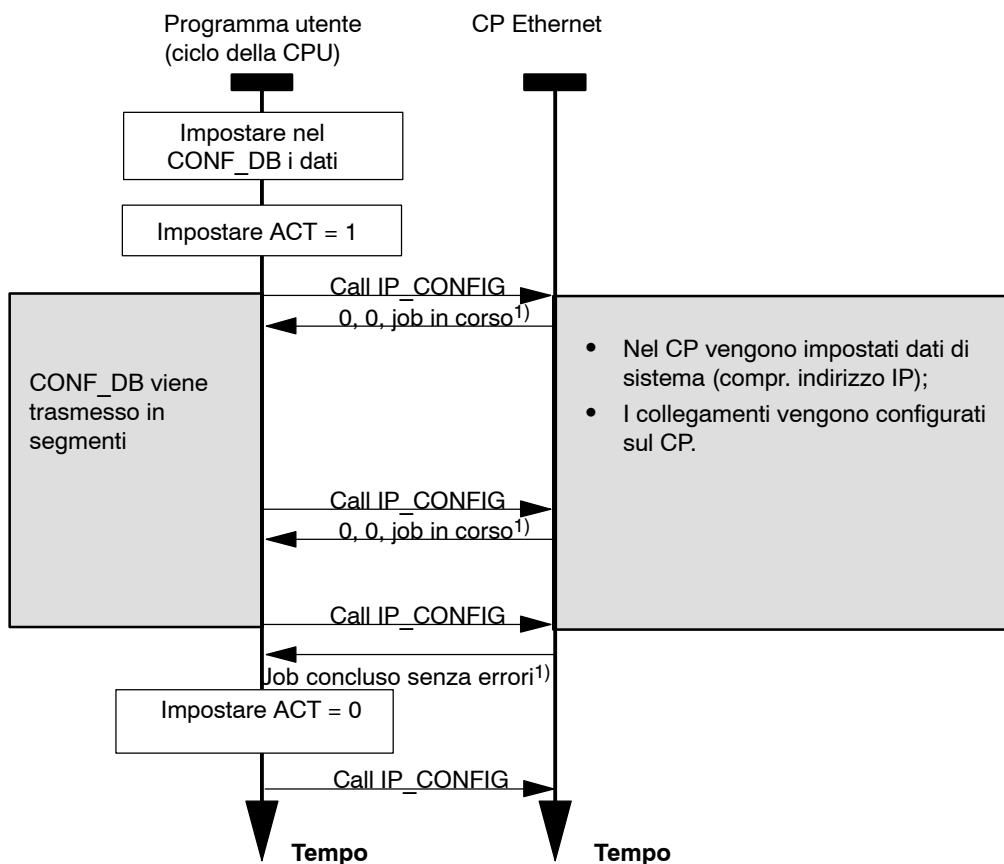 Programma utente
(ciclo della CPU)
CP Ethernet
Impostare nel
CONF_DB i dati
Impostare ACT = 1
Call IP_CONFIG
0, 0, job in corso1)
CONF_DB viene
trasmesso in
segmenti
• Nel CP vengono impostati dati di
sistema (compr. indirizzo IP);
• I collegamenti vengono configurati
sul CP.
Call IP_CONFIG
0, 0, job in corso1)
Call IP_CONFIG
Job concluso senza errori1)
Impostare ACT = 0
Call IP_CONFIG
Tempo
Tempo